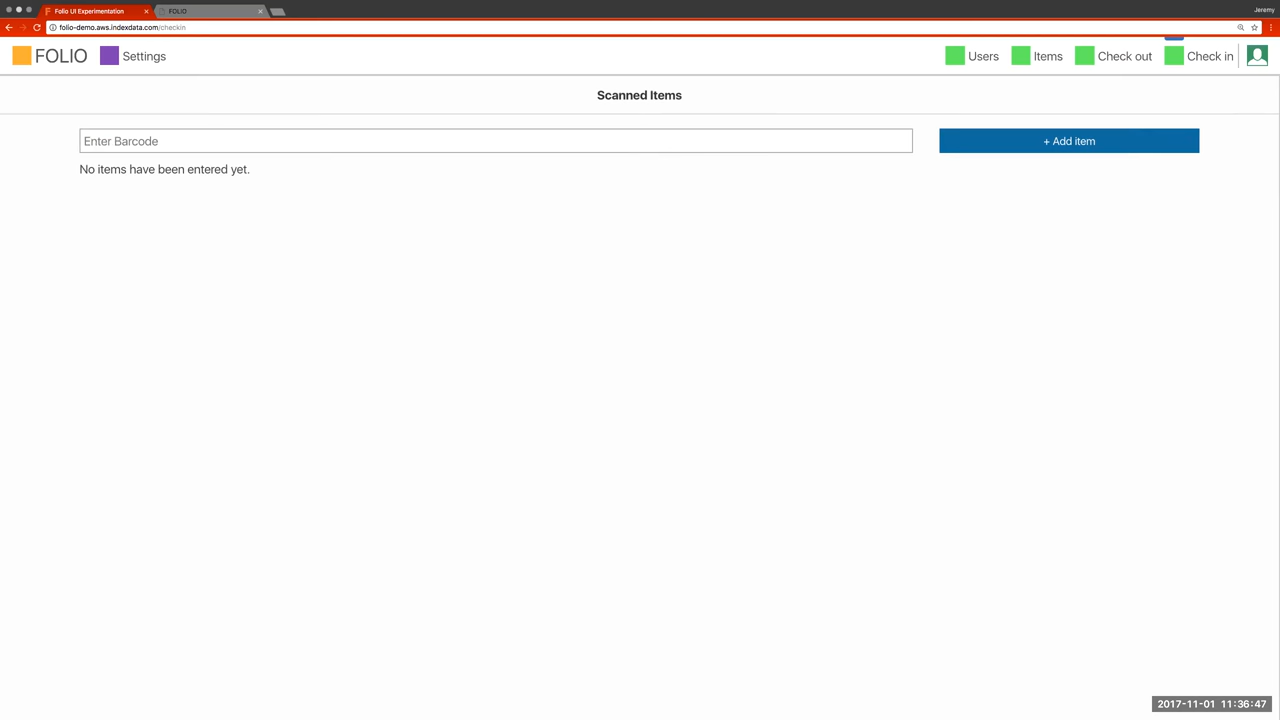 Folio UI Experimentation
FOLIO
Jeremy
folio-demo.aws.indexdata.com/checkin
FOLIO Settings Users Items Check out Check in
Scanned Items
Enter Barcode + Add item
No items have been entered yet.
2017-11-01 11:36:47